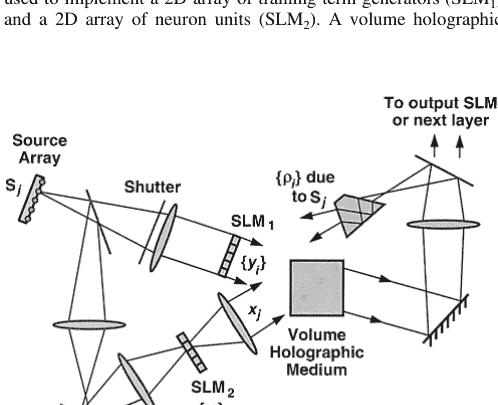 used to implement a 2D array of training term generators (SLM₁)
and a 2D array of neuron units (SLM₂). A volume holographic
To output SLM
or next layer
Source
Array
Sⱼ
Shutter
{ρᵢ} due
to Sⱼ
SLM₁
{yᵢ}
xⱼ
Volume
Holographic
Medium
SLM₂